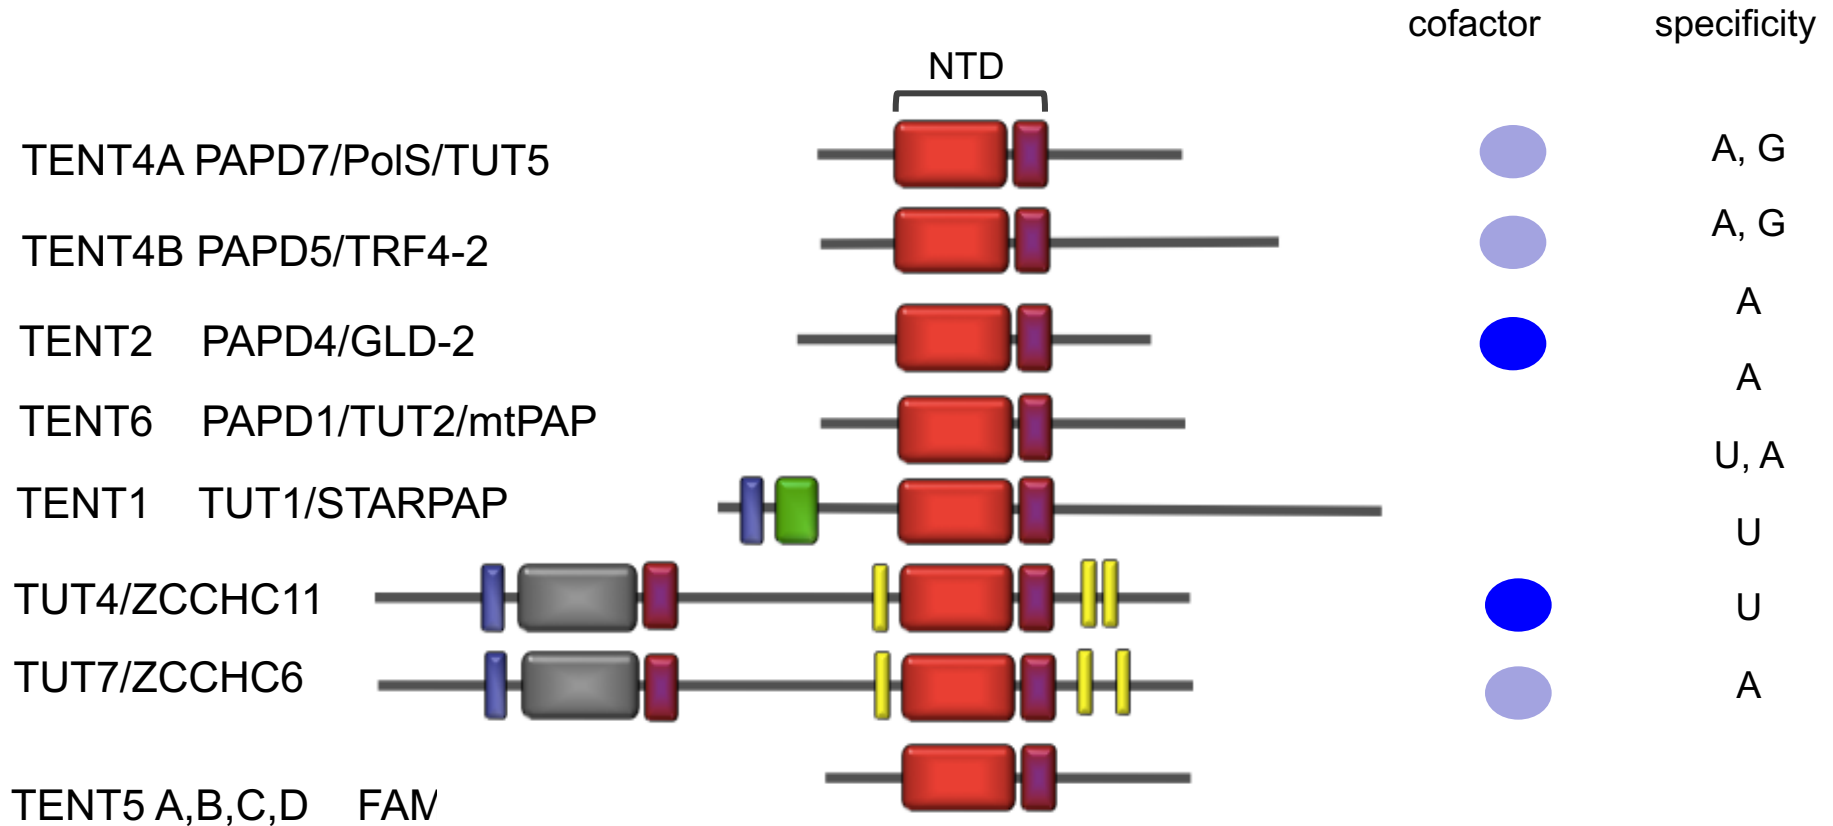 cofactor specificity
NTD
TENT4A PAPD7/PolS/TUT5 A, G
TENT4B PAPD5/TRF4-2 A, G
TENT2 PAPD4/GLD-2 A
TENT6 PAPD1/TUT2/mtPAP A
TENT1 TUT1/STARPAP U, A
TUT4/ZCCHC11 U
TUT7/ZCCHC6 U
TENT5 A,B,C,D FAM A